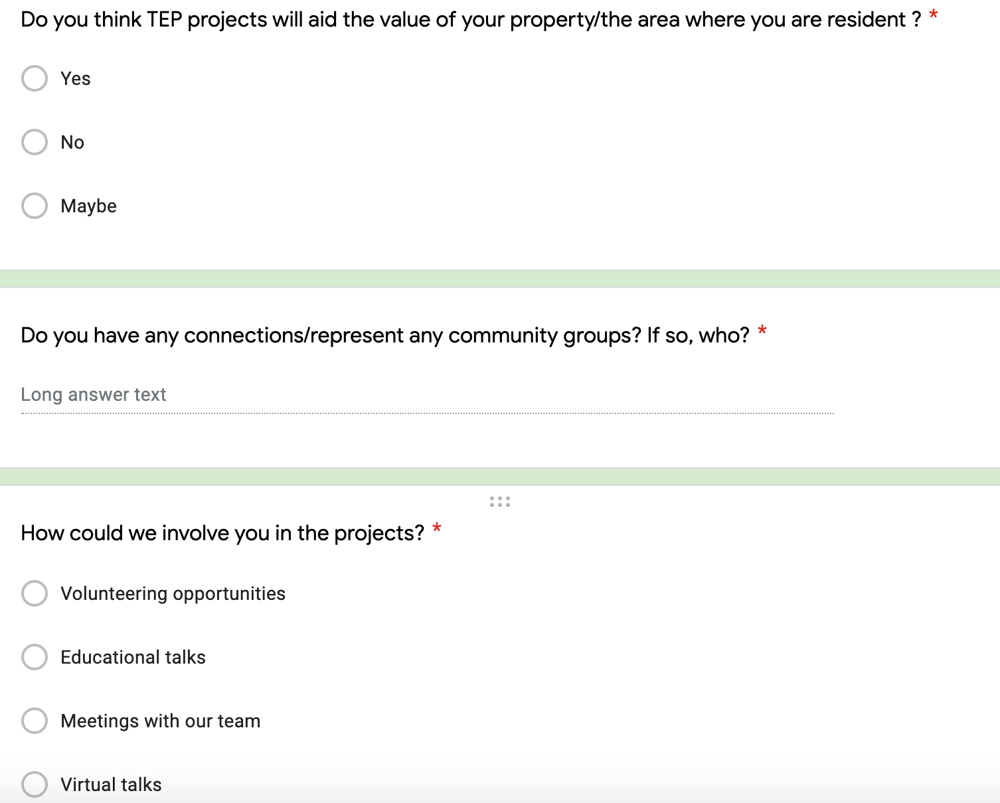 Do you think TEP projects will aid the value of your property/the area where you are resident ? *
Yes
No
Maybe
Do you have any connections/represent any community groups? If so, who? *
Long answer text
How could we involve you in the projects? *
Volunteering opportunities
Educational talks
Meetings with our team
Virtual talks